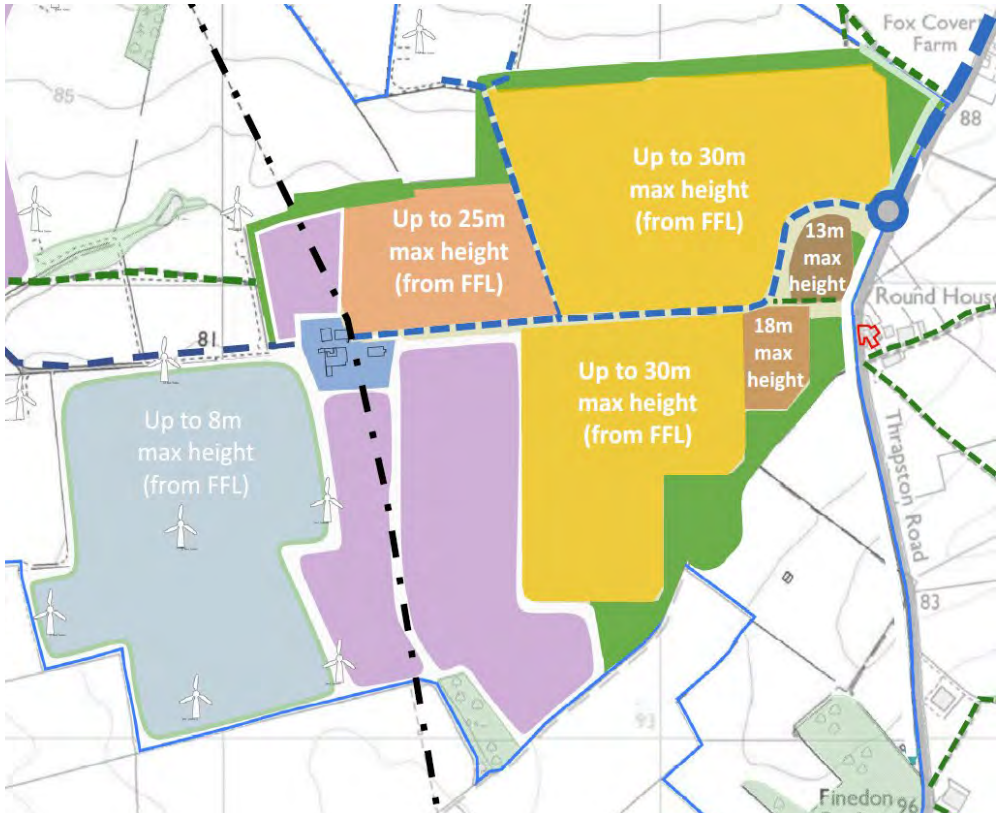 Fox Covert
Farm
85
88
Up to 30m
max height
(from FFL)
Up to 25m
max height
(from FFL)
13m
max
height
Round House
81
18m
max
height
Up to 30m
max height
(from FFL)
Up to 8m
max height
(from FFL)
Thrapston Road
83
93
Finedon
96